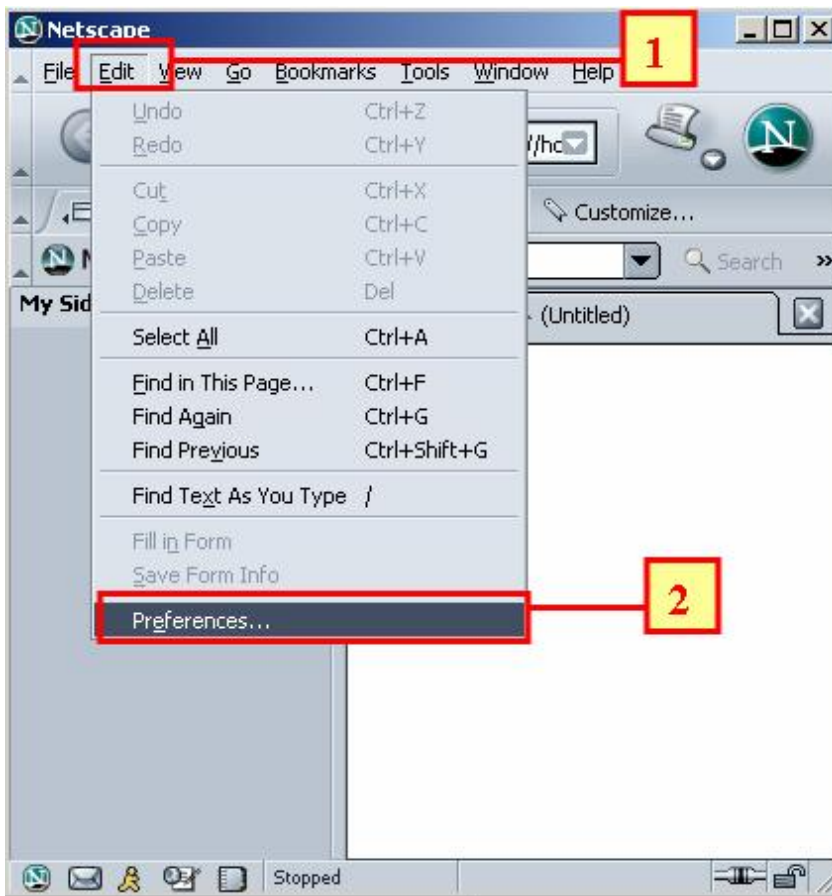 Netscape
1
File Edit View Go Bookmarks Tools Window Help
Undo Ctrl+Z
Redo Ctrl+Y
Cut Ctrl+X
Customize...
Copy Ctrl+C
Paste Ctrl+V
Search
Delete Del
(Untitled)
Select All Ctrl+A
Find in This Page... Ctrl+F
Find Again Ctrl+G
Find Previous Ctrl+Shift+G
Find Text As You Type /
Fill in Form
Save Form Info
Preferences...
2
My Sid
Stopped